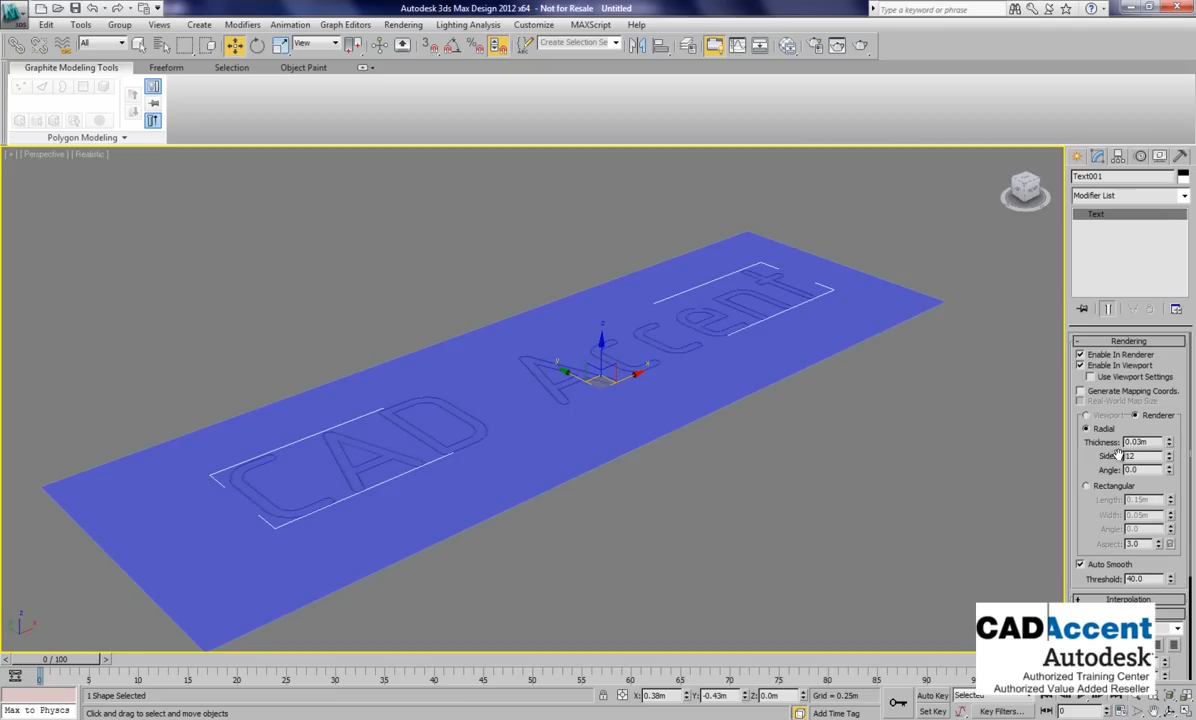 Autodesk 3ds Max Design 2012 x64 - Not for Resale Untitled
Type a keyword or phrase
Edit Tools Group Views Create Modifiers Animation Graph Editors Rendering Lighting Analysis Customize MAXScript Help
All View Create Selection Se
Graphite Modeling Tools Freeform Selection Object Paint
Polygon Modeling
[ + ] [ Perspective ] [ Realistic ]
CAD Accent
z
y x
Text001
Modifier List
Text
- Rendering
Enable In Renderer
Enable In Viewport
Use Viewport Settings
Generate Mapping Coords.
Real-World Map Size
Viewport Renderer
Radial
Thickness: 0.03m
Sides: 12
Angle: 0.0
Rectangular
Length: 0.15m
Width: 0.05m
Angle: 0.0
Aspect: 3.0
Auto Smooth
Threshold: 40.0
+ Interpolation
CADAccent
Autodesk
Authorized Training Center
Authorized Value Added Reseller
z
x
< 0 / 100 >
0 5 10 15 20 25 30 35 40 45 50 55 60 65 70 75 80 85 90 95
1 Shape Selected X: 0.38m Y: -0.43m Z: 0.0m Grid = 0.25m Auto Key Selected
Max to Physics Click and drag to select and move objects Add Time Tag Set Key Key Filters... 0